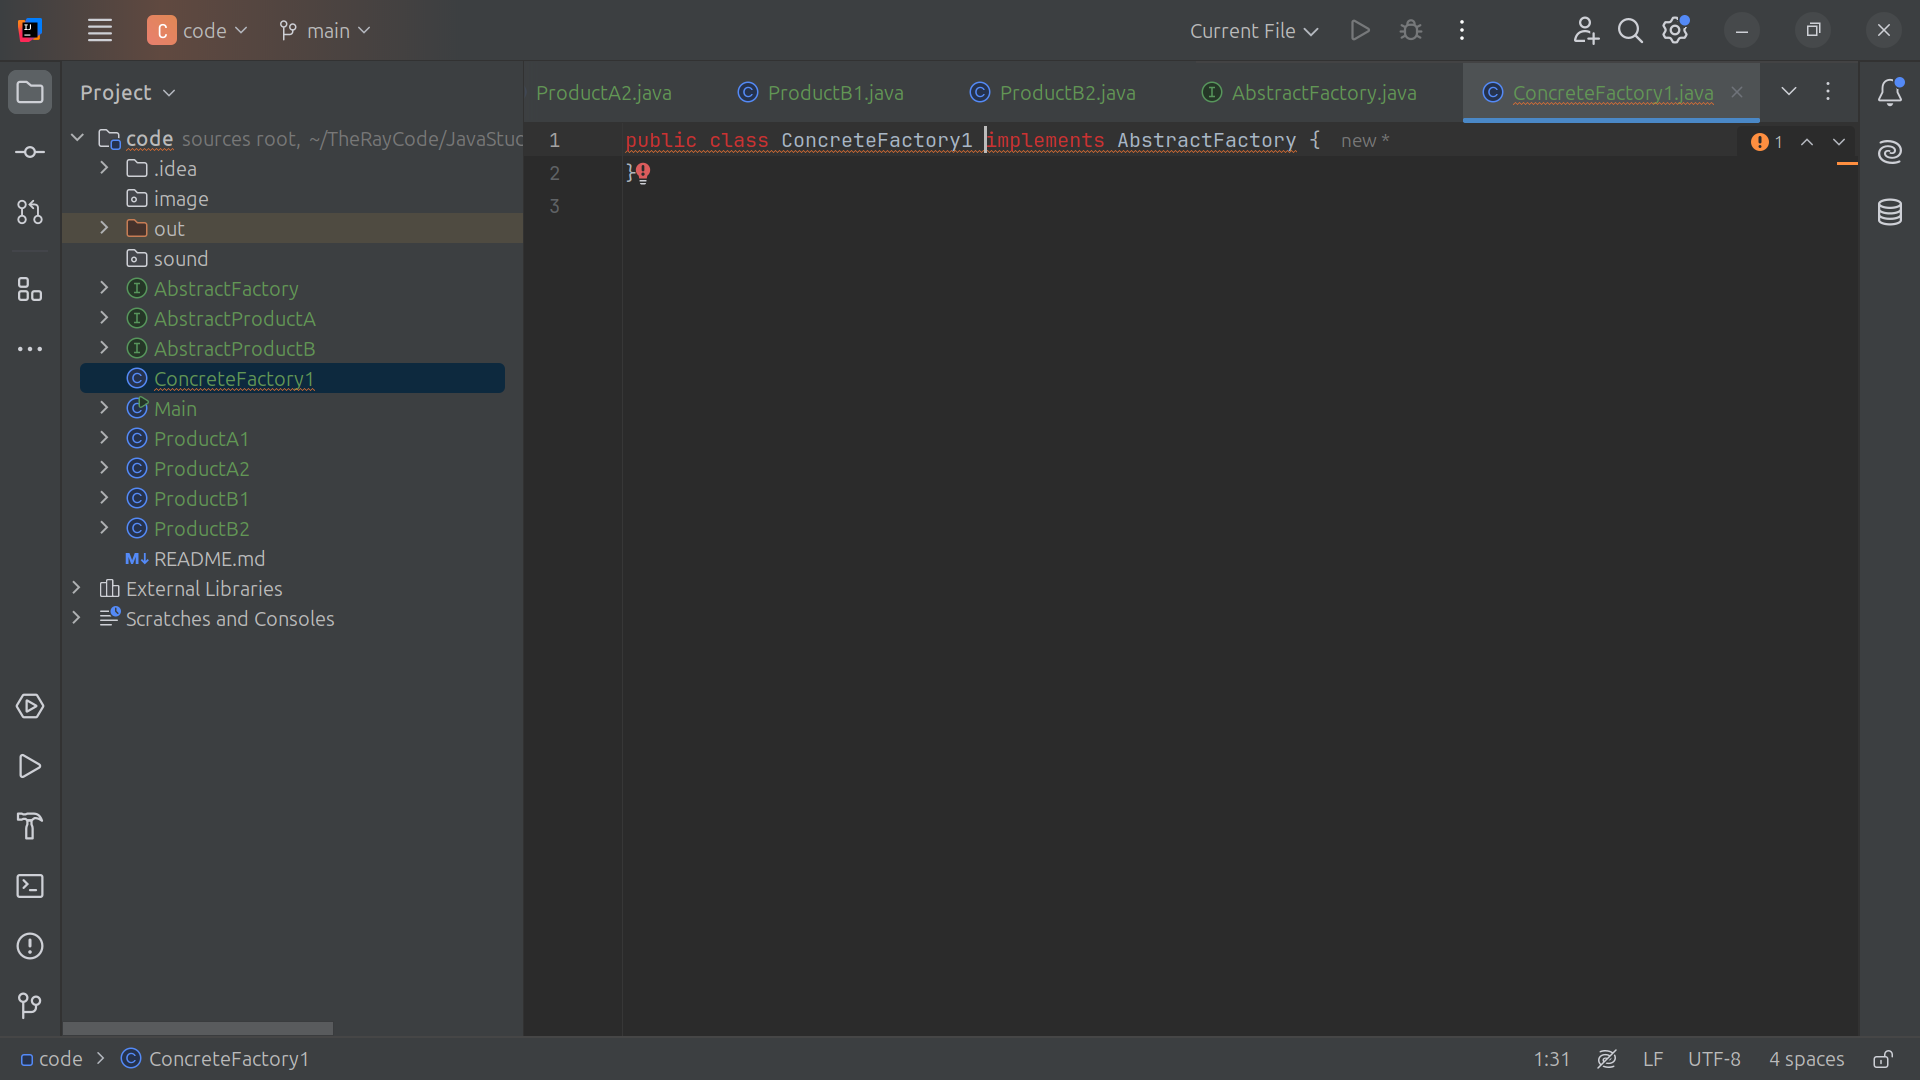 C code main Current File
Project
ProductA2.java ProductB1.java ProductB2.java AbstractFactory.java ConcreteFactory1.java
code sources root, ~/TheRayCode/JavaStud
.idea
image
out
sound
AbstractFactory
AbstractProductA
AbstractProductB
ConcreteFactory1
Main
ProductA1
ProductA2
ProductB1
ProductB2
README.md
External Libraries
Scratches and Consoles
1 public class ConcreteFactory1 implements AbstractFactory { new *
1
2 }
3
code > ConcreteFactory1
1:31 LF UTF-8 4 spaces